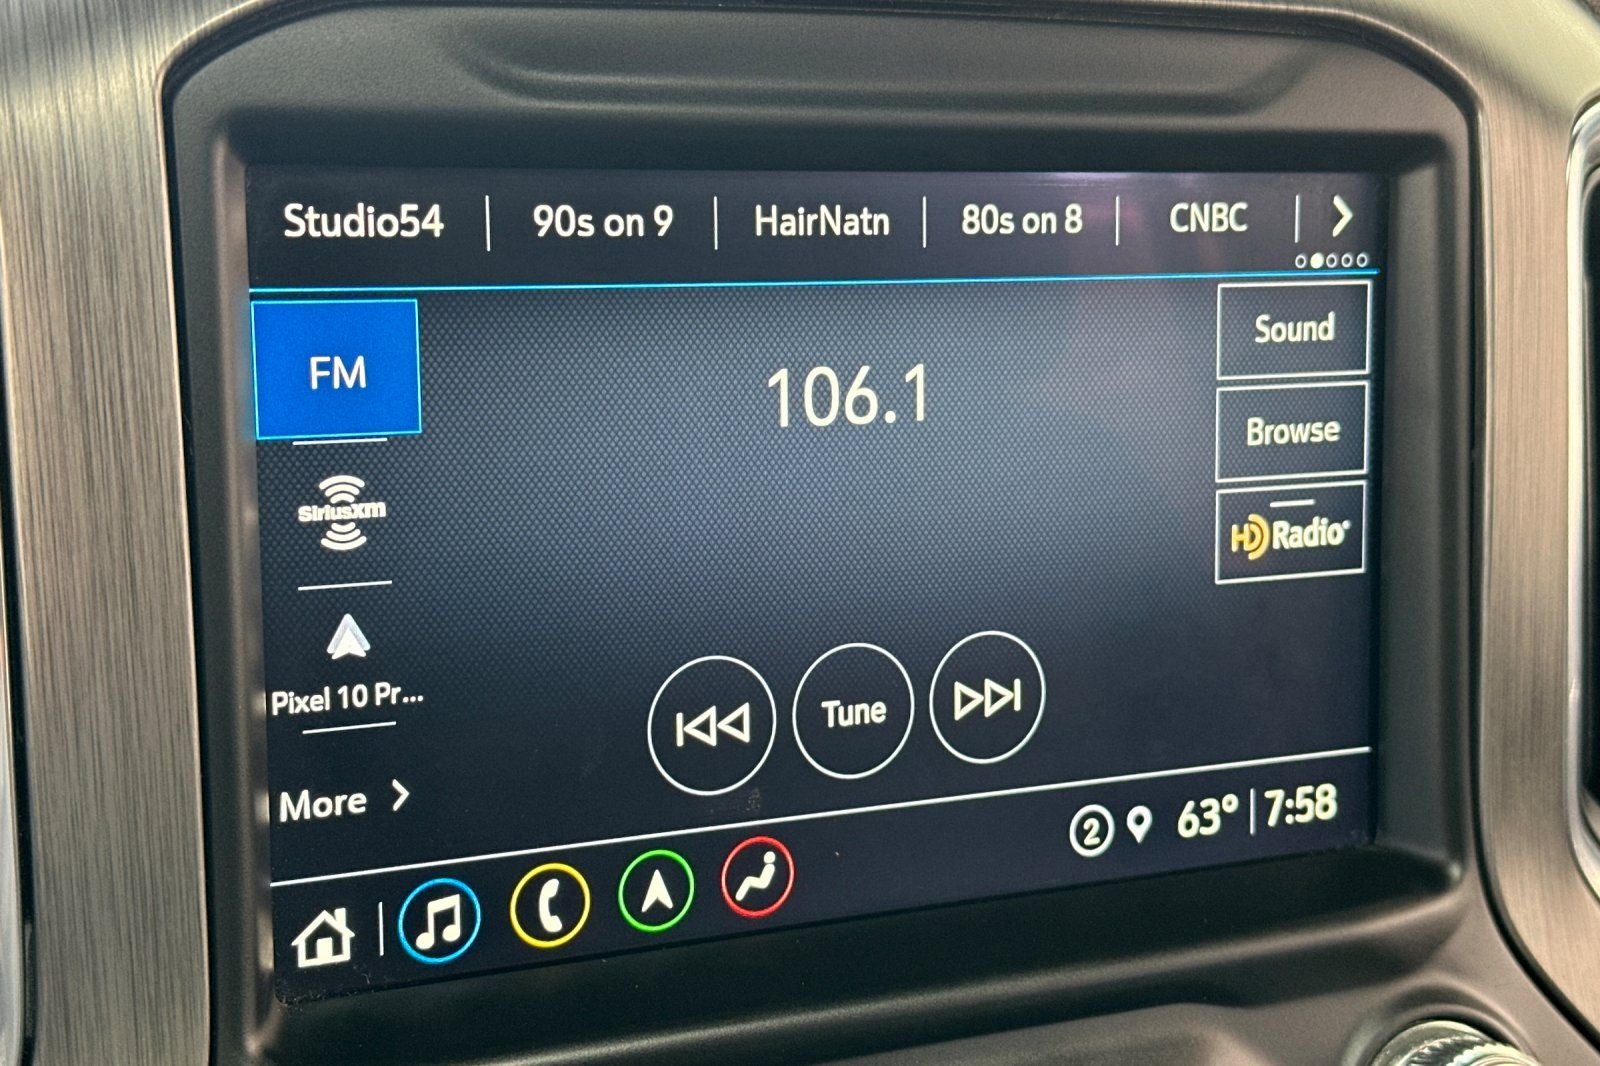 Studio54
90s on 9
HairNatn
80s on 8
CNBC
FM
106.1
Sound
Browse
HD Radio
SiriusXm
Pixel 10 Pr...
Tune
More
2
63°
7:58